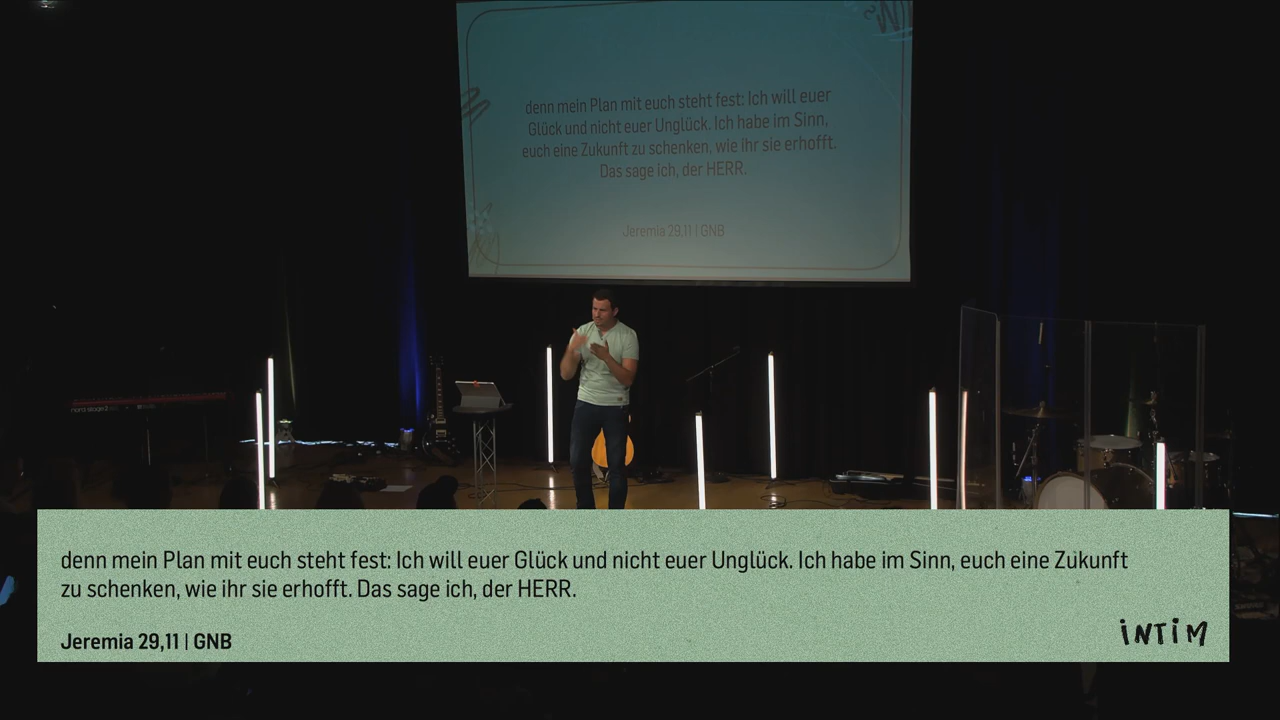 denn mein Plan mit euch steht fest: Ich will euer
Glück und nicht euer Unglück. Ich habe im Sinn,
euch eine Zukunft zu schenken, wie ihr sie erhofft.
Das sage ich, der HERR.
Jeremia 29,11 | GNB
denn mein Plan mit euch steht fest: Ich will euer Glück und nicht euer Unglück. Ich habe im Sinn, euch eine Zukunft
zu schenken, wie ihr sie erhofft. Das sage ich, der HERR.
Jeremia 29,11 | GNB
iNTiM